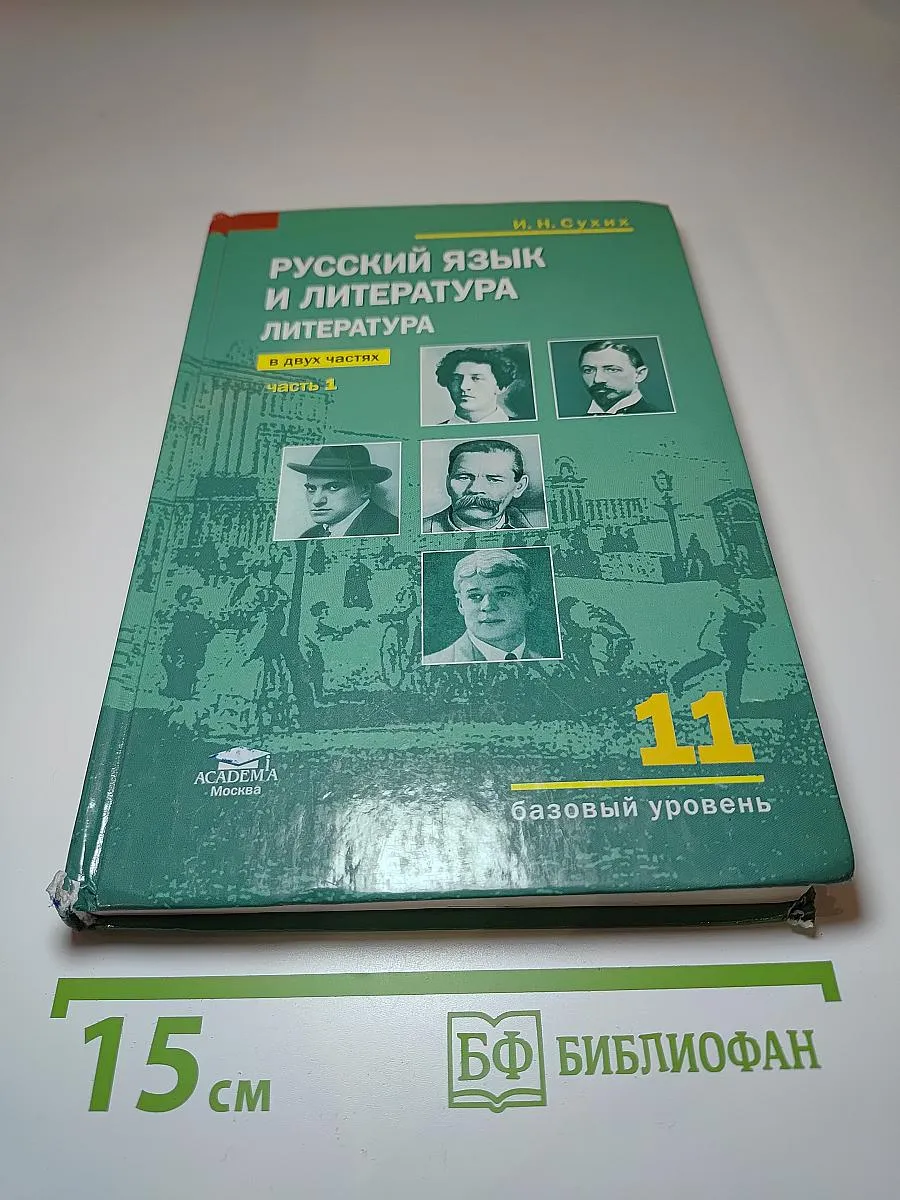 И. Н. Сухих
РУССКИЙ ЯЗЫК
И ЛИТЕРАТУРА
ЛИТЕРАТУРА
в двух частях
часть 1
11
базовый уровень
ACADEMA
Москва
15 см
БФ БИБЛИОФАН